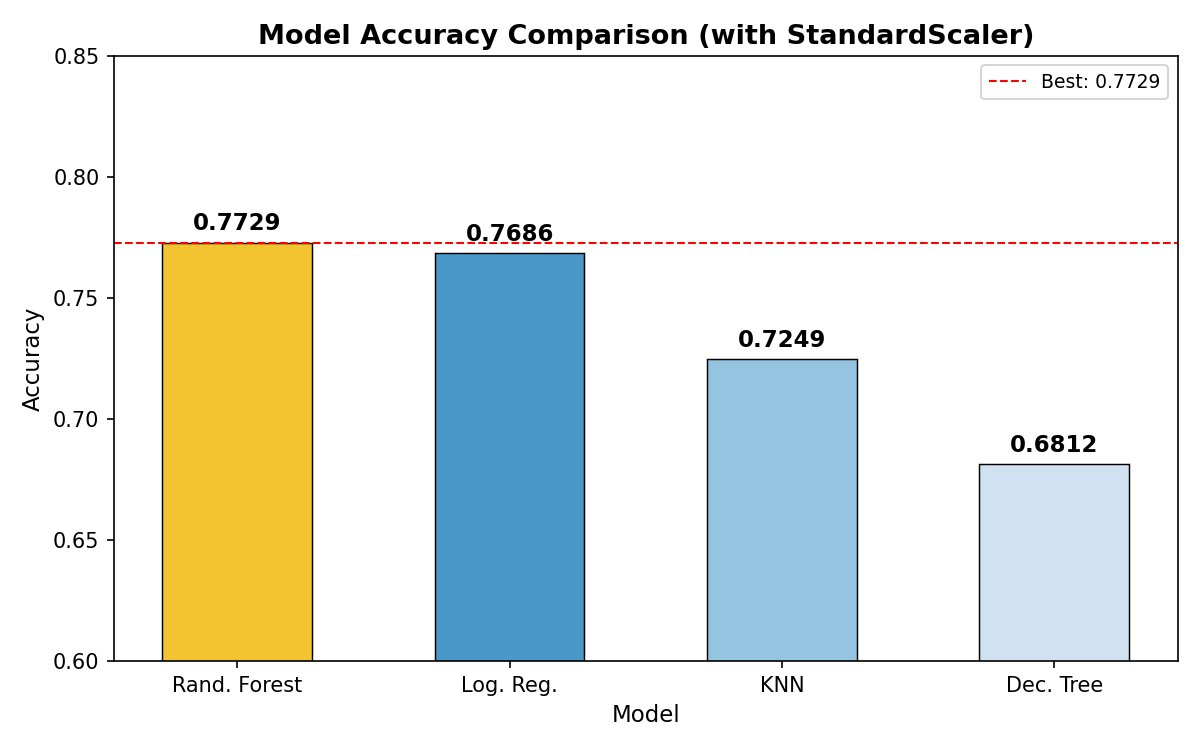 Model Accuracy Comparison (with StandardScaler)
Best: 0.7729
Accuracy
0.85
0.80
0.75
0.70
0.65
0.60
0.7729
0.7686
0.7249
0.6812
Rand. Forest
Log. Reg.
KNN
Dec. Tree
Model